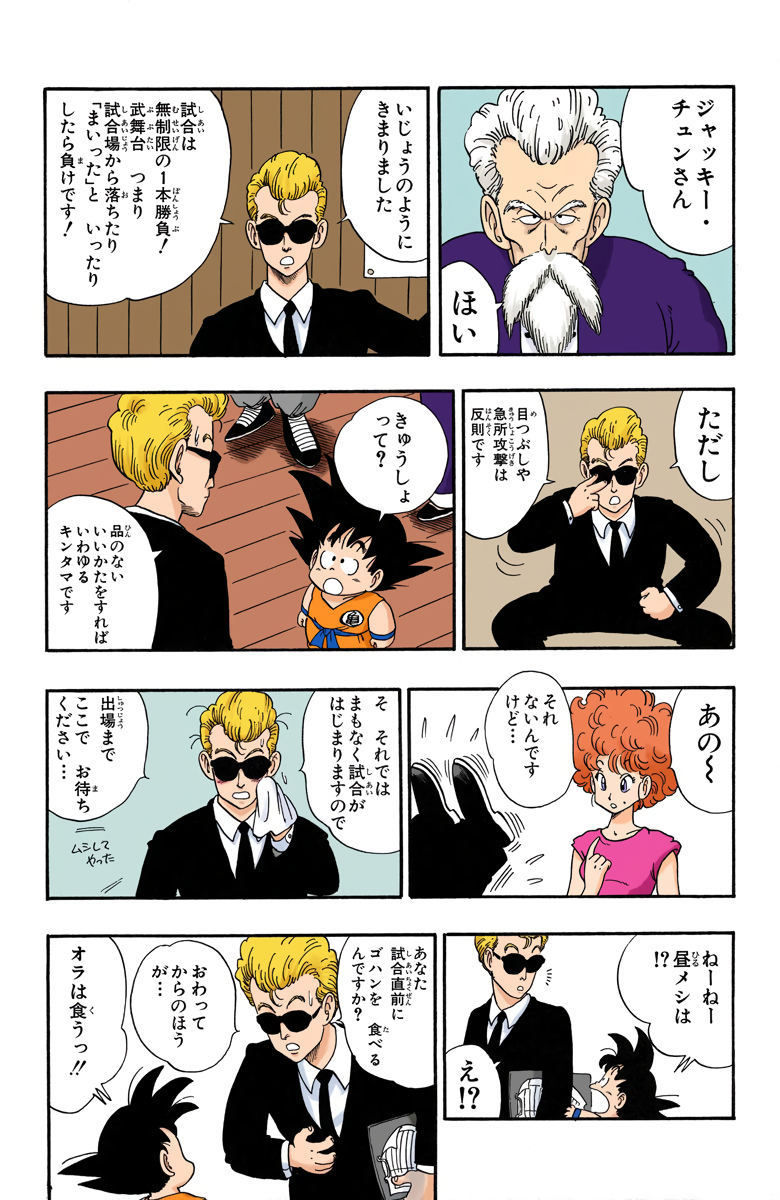 ジャッキー・
チュンさん
ほい
いじょうのように
きまりました
試合は
無制限の1本勝負!
武舞台 つまり
試合場から落ちたり
「まいった」と いったり
したら負けです!
ただし
目つぶしや
急所攻撃は
反則です
きゅうしょ
って?
品のない
いいかたをすれば
いわゆる
キンタマです
あの〜
それ
ないんです
けど…
そ それでは
まもなく試合が
はじまりますので
出場まで
ここで お待ち
ください…
ムシして
やった
ねーねー
昼メシは
!?
え!?
あなた
試合直前に
ゴハンを 食べる
んですか?
おわって
からのほう
が…
オラは食うっ!!
亀